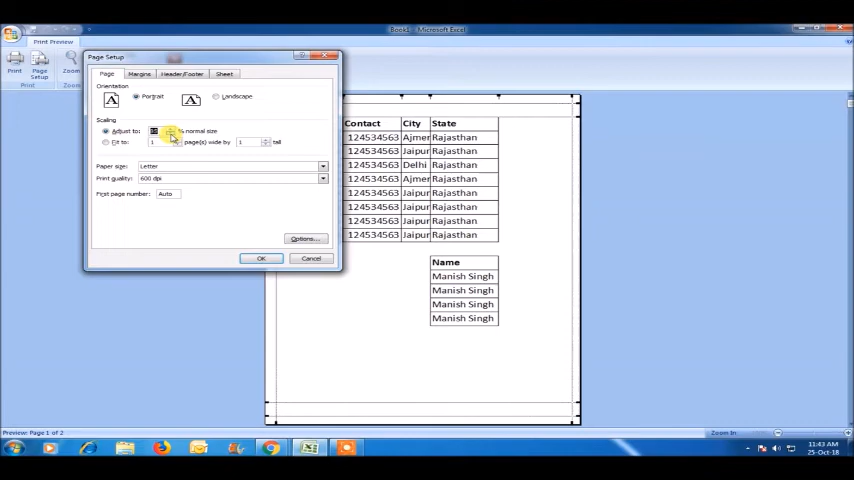 Book1 - Microsoft Excel
Print Preview
Print
Page Setup
Zoom
Print
Page Setup
Page
Margins
Header/Footer
Sheet
Orientation
Portrait
Landscape
Scaling
Adjust to:
% normal size
Fit to: 1 page(s) wide by 1 tall
Paper size: Letter
Print quality: 600 dpi
First page number: Auto
Options...
OK
Cancel
Contact City State
124534563 Ajmer Rajasthan
124534563 Jaipur Rajasthan
124534563 Delhi Rajasthan
124534563 Ajmer Rajasthan
124534563 Jaipur Rajasthan
124534563 Jaipur Rajasthan
124534563 Jaipur Rajasthan
124534563 Jaipur Rajasthan
Name
Manish Singh
Manish Singh
Manish Singh
Manish Singh
Preview: Page 1 of 2
Zoom In
11:43 AM
25-Oct-18